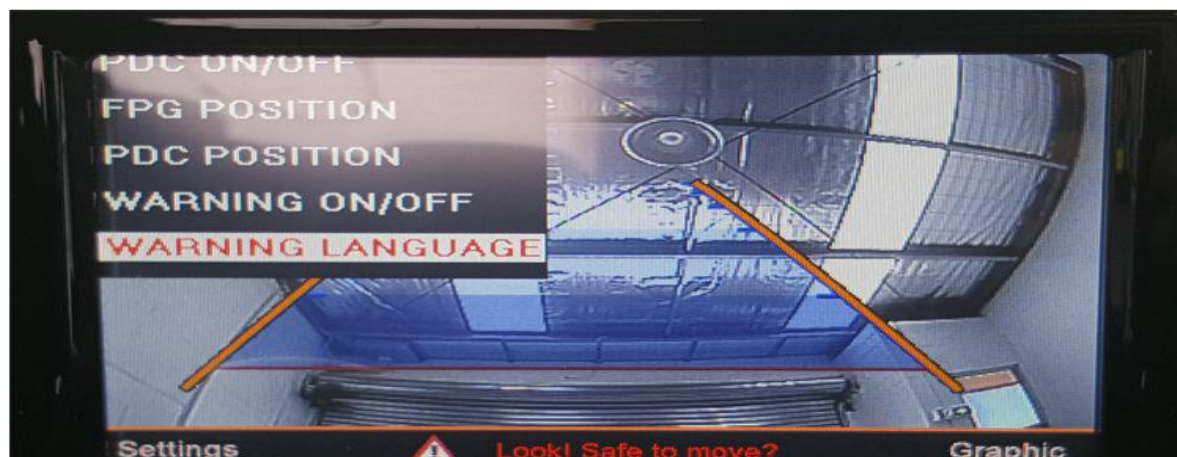 PDC ON/OFF
FPG POSITION
PDC POSITION
WARNING ON/OFF
WARNING LANGUAGE
Settings
Look! Safe to move?
Graphic